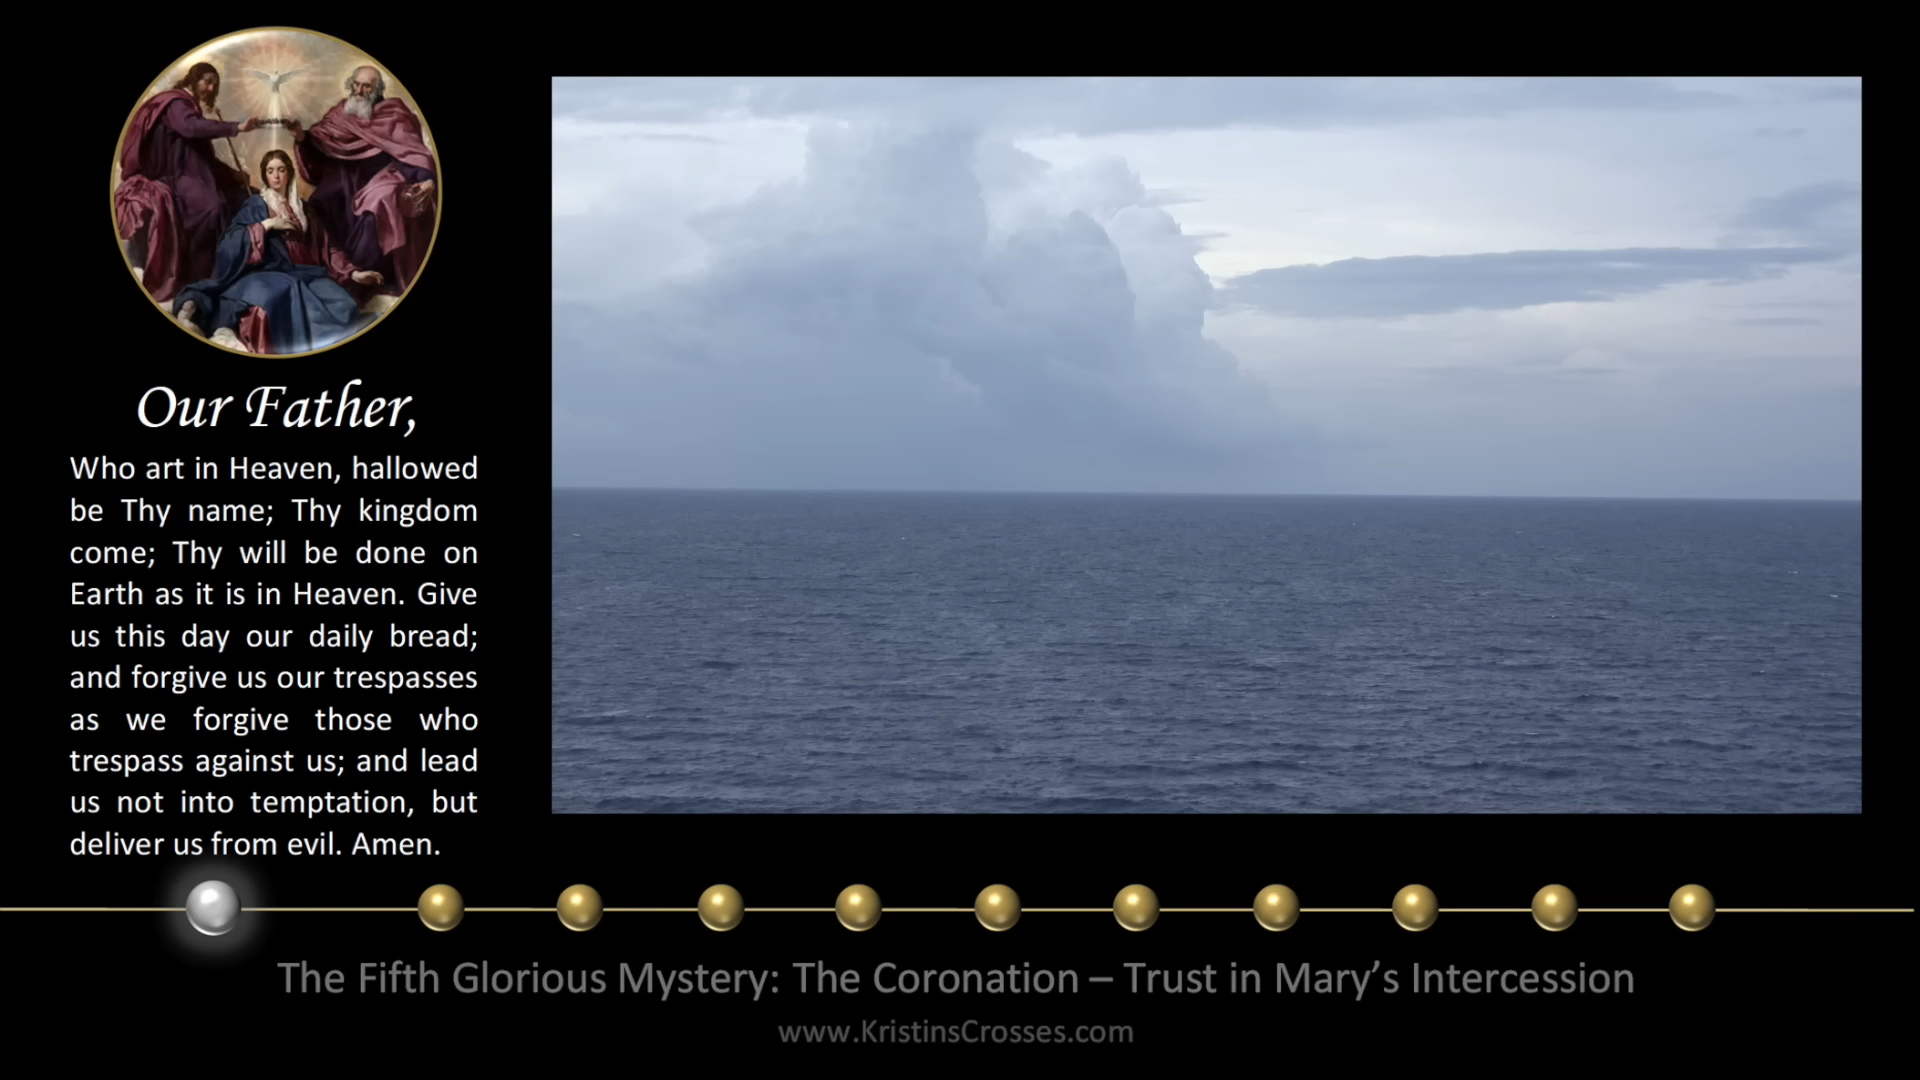 Our Father,
Who art in Heaven, hallowed
be Thy name; Thy kingdom
come; Thy will be done on
Earth as it is in Heaven. Give
us this day our daily bread;
and forgive us our trespasses
as we forgive those who
trespass against us; and lead
us not into temptation, but
deliver us from evil. Amen.
The Fifth Glorious Mystery: The Coronation – Trust in Mary’s Intercession
www.KristinsCrosses.com